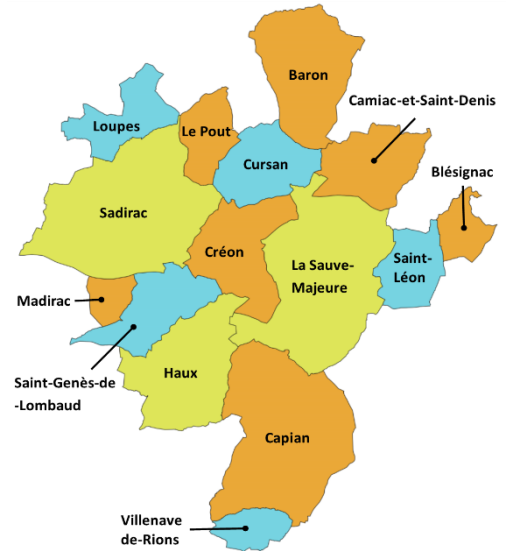 Baron
Camiac-et-Saint-Denis
Loupes
Le Pout
Cursan
Blésignac
Sadirac
Créon
La Sauve-
Majeure
Saint-
Léon
Madirac
Saint-Genès-de
-Lombaud
Haux
Capian
Villenave
de-Rions